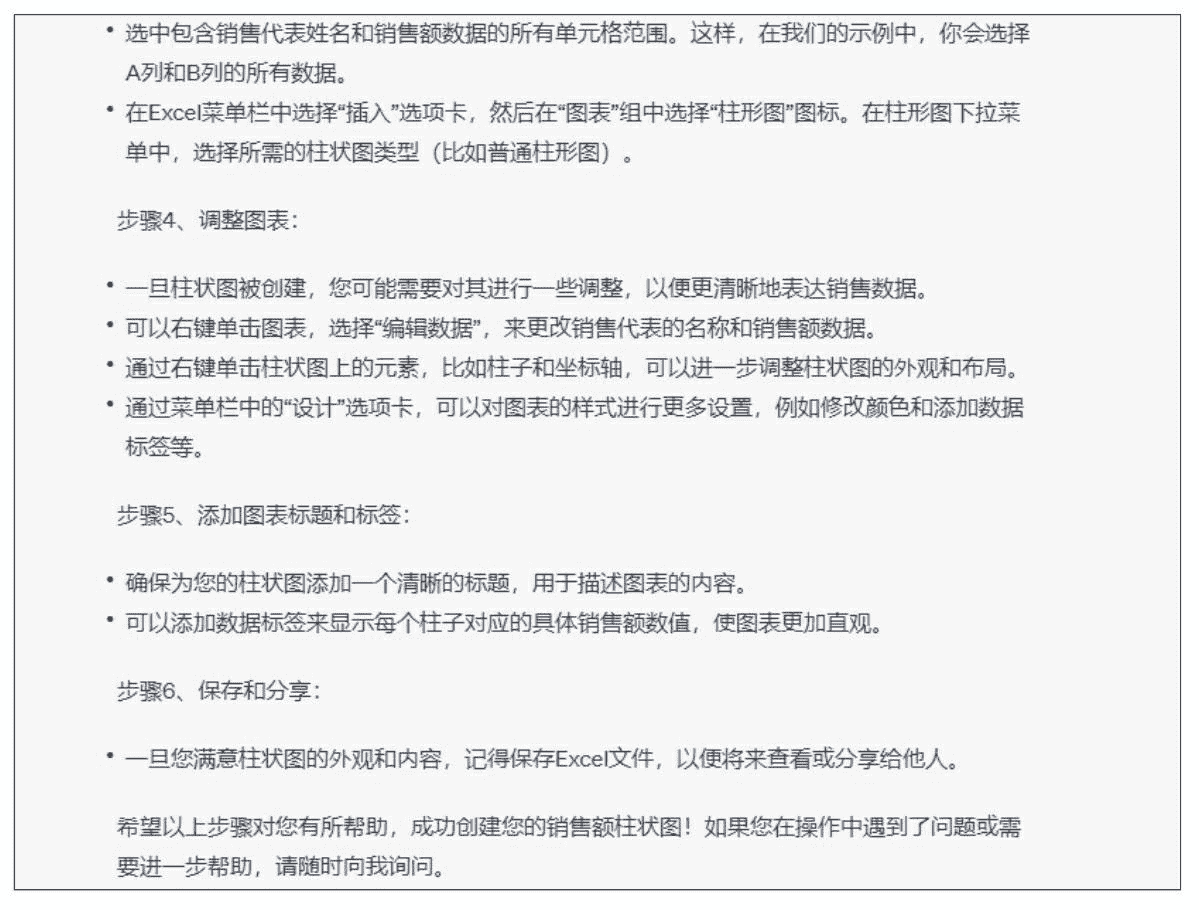 • 选中包含销售代表姓名和销售额数据的所有单元格范围。这样，在我们的示例中，你会选择
A列和B列的所有数据。
• 在Excel菜单栏中选择“插入”选项卡，然后在“图表”组中选择“柱形图”图标。在柱形图下拉菜
单中，选择所需的柱状图类型（比如普通柱形图）。
步骤4、调整图表：
• 一旦柱状图被创建，您可能需要对其进行一些调整，以便更清晰地表达销售数据。
• 可以右键单击图表，选择“编辑数据”，来更改销售代表的名称和销售额数据。
• 通过右键单击柱状图上的元素，比如柱子和坐标轴，可以进一步调整柱状图的外观和布局。
• 通过菜单栏中的“设计”选项卡，可以对图表的样式进行更多设置，例如修改颜色和添加数据
标签等。
步骤5、添加图表标题和标签：
• 确保为您的柱状图添加一个清晰的标题，用于描述图表的内容。
• 可以添加数据标签来显示每个柱子对应的具体销售额数值，使图表更加直观。
步骤6、保存和分享：
• 一旦您满意柱状图的外观和内容，记得保存Excel文件，以便将来查看或分享给他人。
希望以上步骤对您有所帮助，成功创建您的销售额柱状图！如果您在操作中遇到了问题或需
要进一步帮助，请随时向我询问。